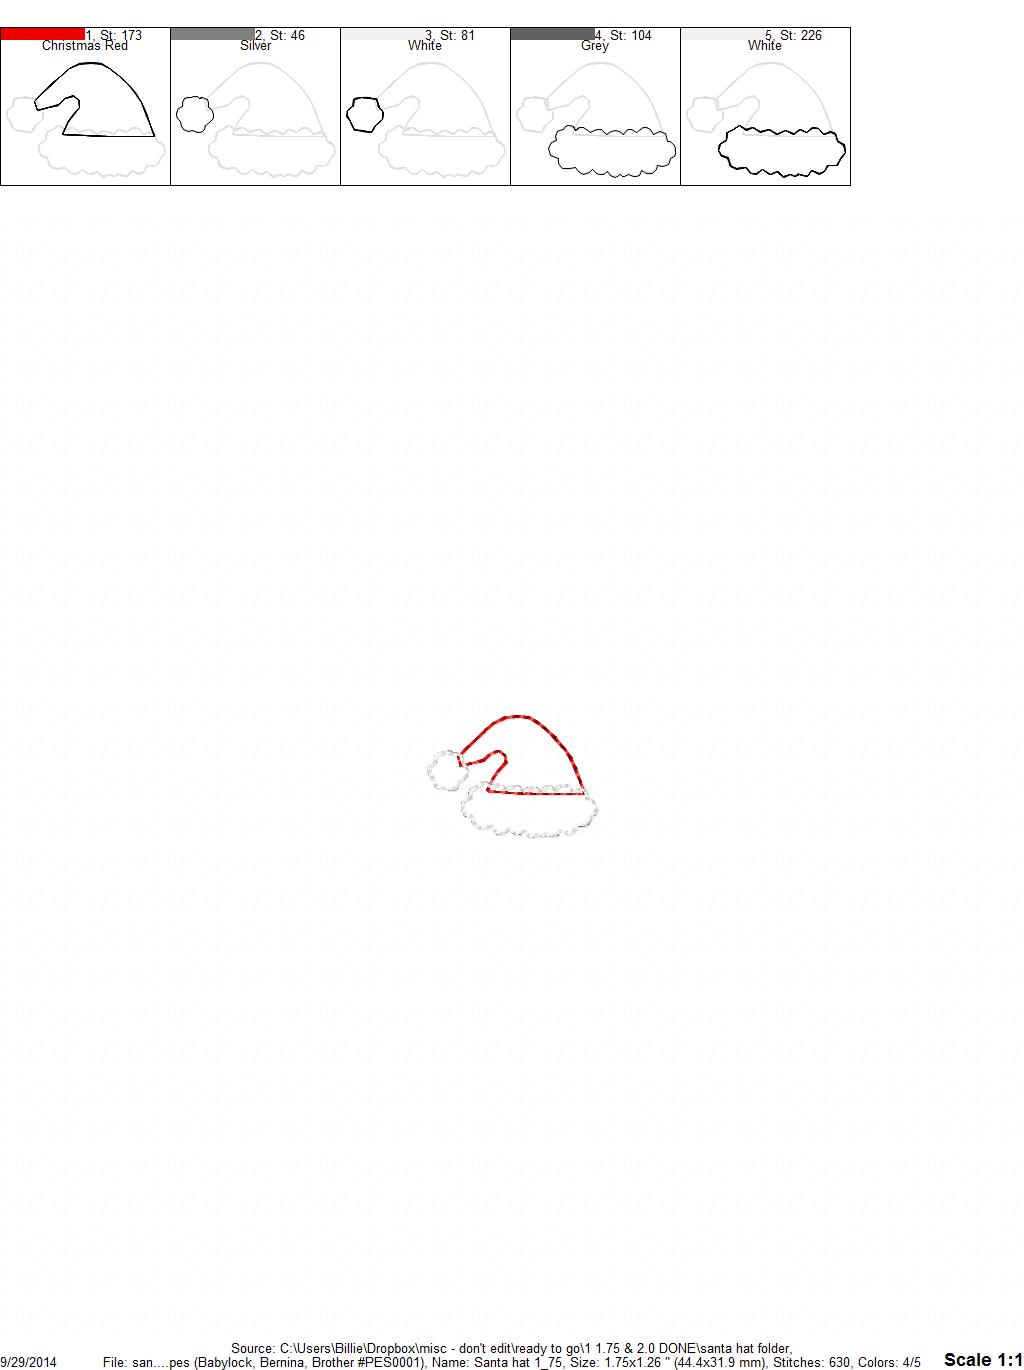 1, St: 173
Christmas Red
2, St: 46
Silver
3, St: 81
White
4, St: 104
Grey
5, St: 226
White
Source: C:\Users\Billie\Dropbox\misc - don't edit\ready to go\1 1.75 & 2.0 DONE\santa hat folder,
9/29/2014 File: san....pes (Babylock, Bernina, Brother #PES0001), Name: Santa hat 1_75, Size: 1.75x1.26 " (44.4x31.9 mm), Stitches: 630, Colors: 4/5 Scale 1:1